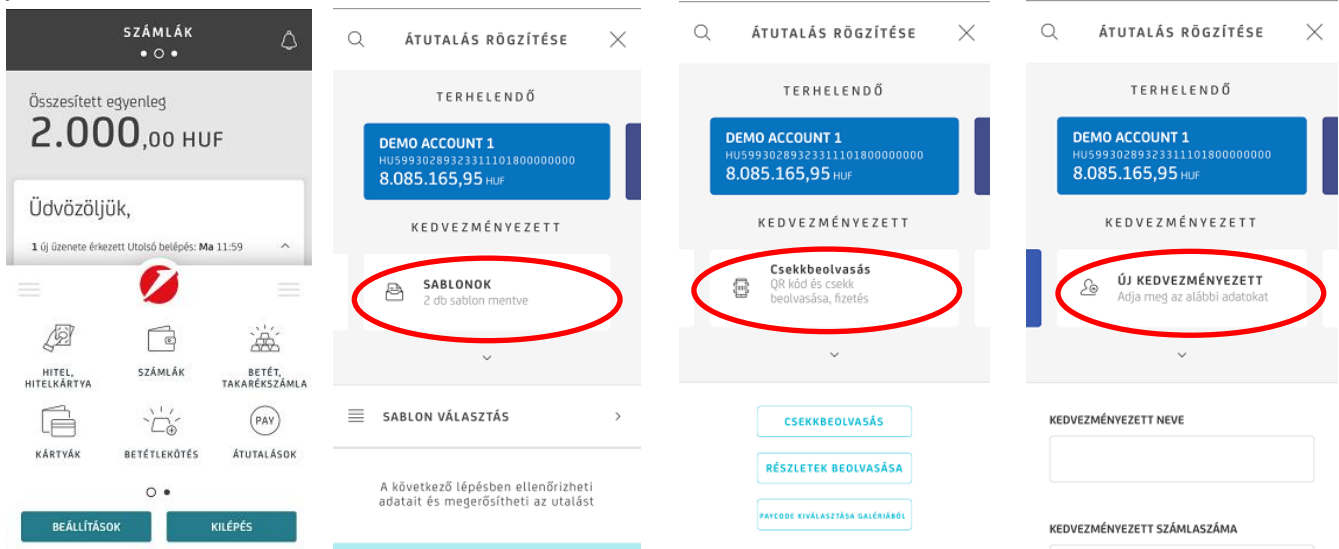 SZÁMLÁK
Összesített egyenleg
2.000,00 HUF
Üdvözöljük,
1 új üzenete érkezett Utolsó belépés: Ma 11:59
HITEL,
HITELKÁRTYA
SZÁMLÁK
BETÉT,
TAKARÉKSZÁMLA
KÁRTYÁK
BETÉTLEKÖTÉS
PAY
ÁTUTALÁSOK
BEÁLLÍTÁSOK
KILÉPÉS
ÁTUTALÁS RÖGZÍTÉSE
TERHELENDŐ
DEMO ACCOUNT 1
HU59930289323311101800000000
8.085.165,95 HUF
KEDVEZMÉNYEZETT
SABLONOK
2 db sablon mentve
SABLON VÁLASZTÁS
A következő lépésben ellenőrizheti
adatait és megerősítheti az utalást
ÁTUTALÁS RÖGZÍTÉSE
TERHELENDŐ
DEMO ACCOUNT 1
HU59930289323311101800000000
8.085.165,95 HUF
KEDVEZMÉNYEZETT
Csekkbeolvasás
QR kód és csekk
beolvasása, fizetés
CSEKKBEOLVASÁS
RÉSZLETEK BEOLVASÁSA
PAYCODE KIVÁLASZTÁSA GALÉRIÁBÓL
ÁTUTALÁS RÖGZÍTÉSE
TERHELENDŐ
DEMO ACCOUNT 1
HU59930289323311101800000000
8.085.165,95 HUF
KEDVEZMÉNYEZETT
ÚJ KEDVEZMÉNYEZETT
Adja meg az alábbi adatokat
KEDVEZMÉNYEZETT NEVE
KEDVEZMÉNYEZETT SZÁMLASZÁMA